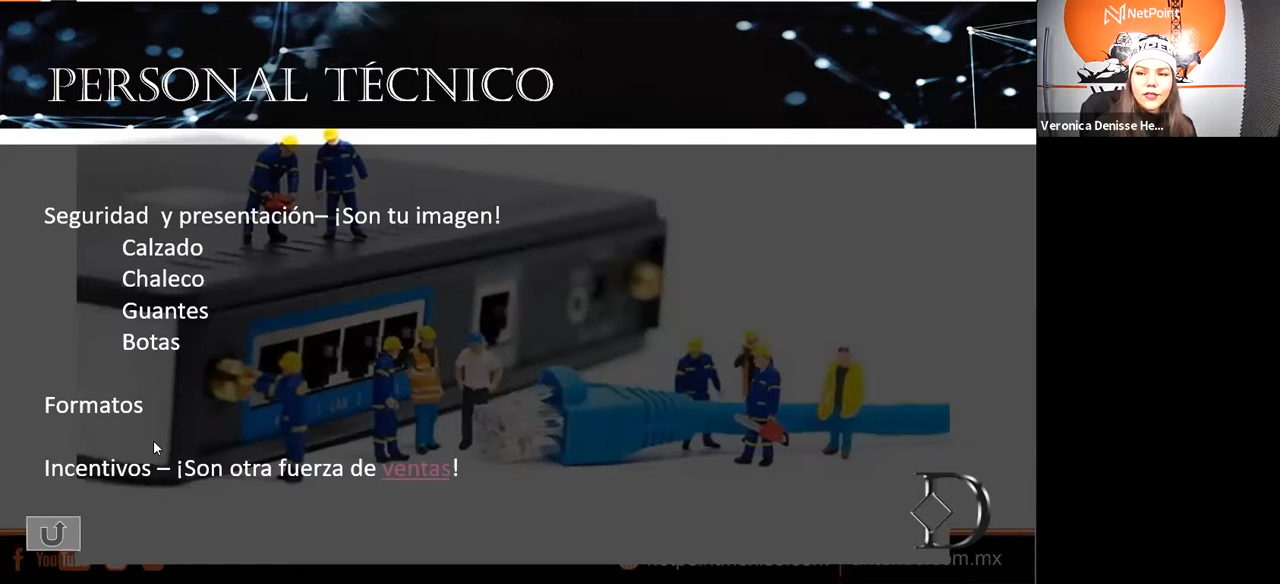 PERSONAL TÉCNICO
NetPoint
Veronica Denisse He...
Seguridad y presentación– ¡Son tu imagen!
Calzado
Chaleco
Guantes
Botas
Formatos
Incentivos – ¡Son otra fuerza de ventas!
D
YouTube